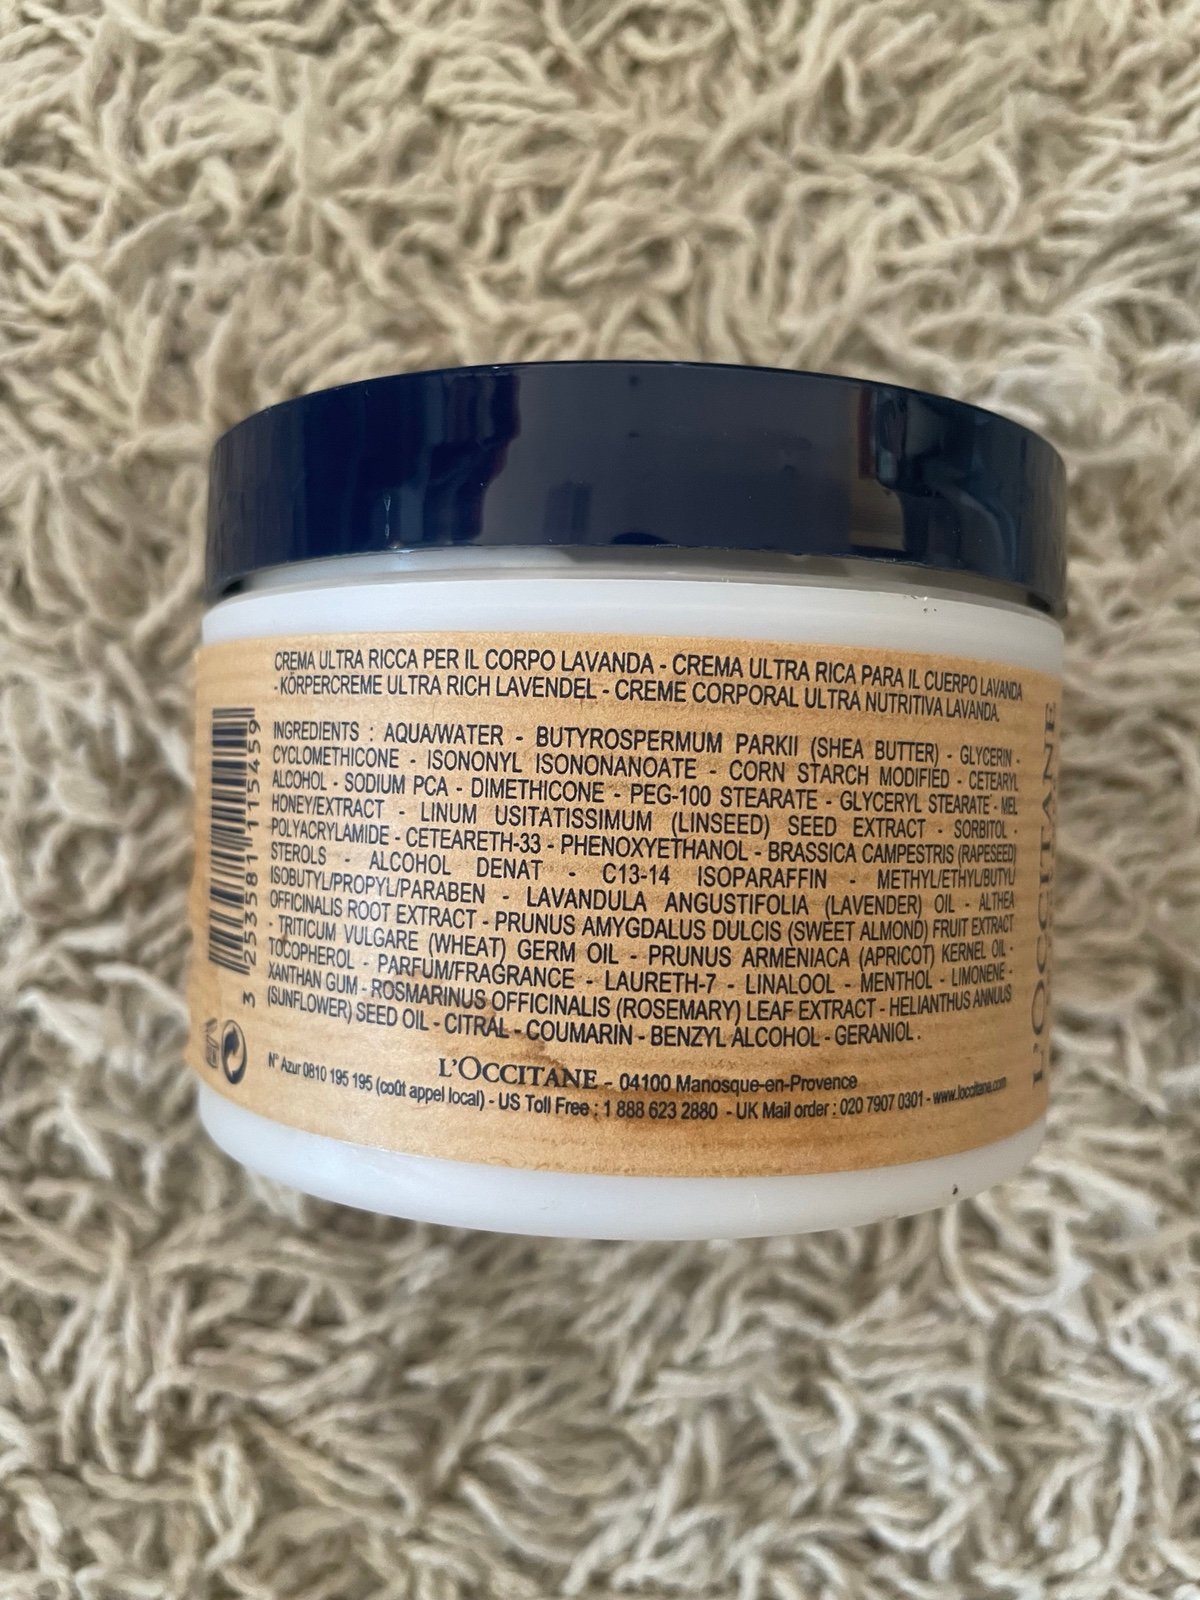 CREMA ULTRA RICCA PER IL CORPO LAVANDA - CREMA ULTRA RICA PARA IL CUERPO LAVANDA
- KÖRPERCREME ULTRA RICH LAVENDEL - CREME CORPORAL ULTRA NUTRITIVA LAVANDA.
INGREDIENTS : AQUA/WATER - BUTYROSPERMUM PARKII (SHEA BUTTER) - GLYCERIN -
CYCLOMETHICONE - ISONONYL ISONONANOATE - CORN STARCH MODIFIED - CETEARYL
ALCOHOL - SODIUM PCA - DIMETHICONE - PEG-100 STEARATE - GLYCERYL STEARATE - MEL
HONEY/EXTRACT - LINUM USITATISSIMUM (LINSEED) SEED EXTRACT - SORBITOL -
POLYACRYLAMIDE - CETEARETH-33 - PHENOXYETHANOL - BRASSICA CAMPESTRIS (RAPESEED)
STEROLS - ALCOHOL DENAT - C13-14 ISOPARAFFIN - METHYL/ETHYL/BUTYL/
ISOBUTYL/PROPYL/PARABEN - LAVANDULA ANGUSTIFOLIA (LAVENDER) OIL - ALTHEA
OFFICINALIS ROOT EXTRACT - PRUNUS AMYGDALUS DULCIS (SWEET ALMOND) FRUIT EXTRACT
- TRITICUM VULGARE (WHEAT) GERM OIL - PRUNUS ARMENIACA (APRICOT) KERNEL OIL -
TOCOPHEROL - PARFUM/FRAGRANCE - LAURETH-7 - LINALOOL - MENTHOL - LIMONENE -
XANTHAN GUM - ROSMARINUS OFFICINALIS (ROSEMARY) LEAF EXTRACT - HELIANTHUS ANNUUS
(SUNFLOWER) SEED OIL - CITRAL - COUMARIN - BENZYL ALCOHOL - GERANIOL .
L'OCCITANE - 04100 Manosque-en-Provence
N° Azur 0810 195 195 (coût appel local) - US Toll Free : 1 888 623 2880 - UK Mail order : 020 7907 0301 - www.loccitane.com
3 253581 115459
L'OCCITANE